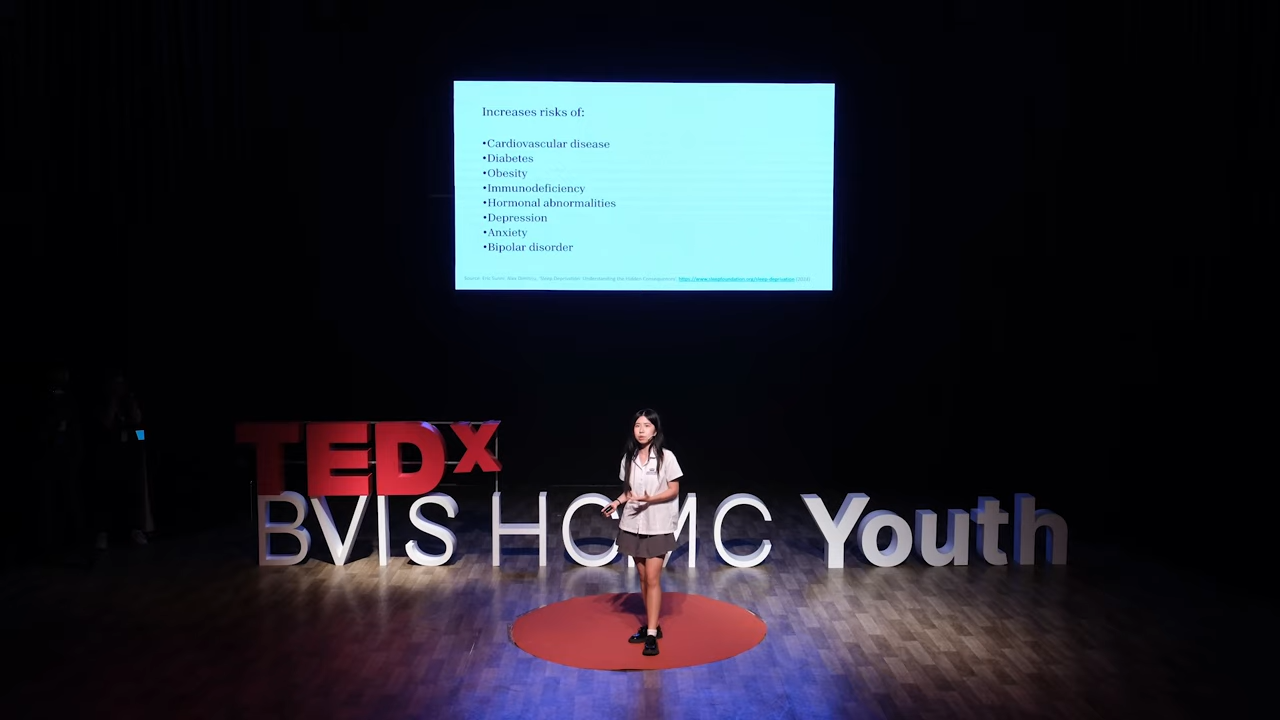 Increases risks of:
•Cardiovascular disease
•Diabetes
•Obesity
•Immunodeficiency
•Hormonal abnormalities
•Depression
•Anxiety
•Bipolar disorder
TEDx
BVIS HCMC Youth